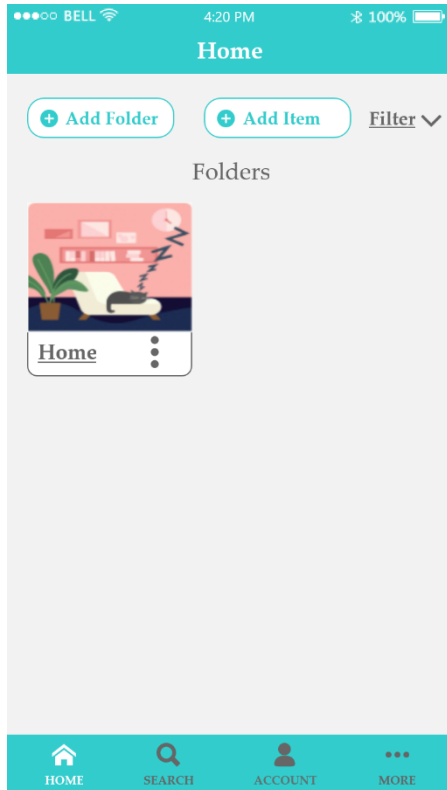 BELL 4:20 PM 100%
Home
Add Folder Add Item Filter
Folders
Home
HOME SEARCH ACCOUNT MORE